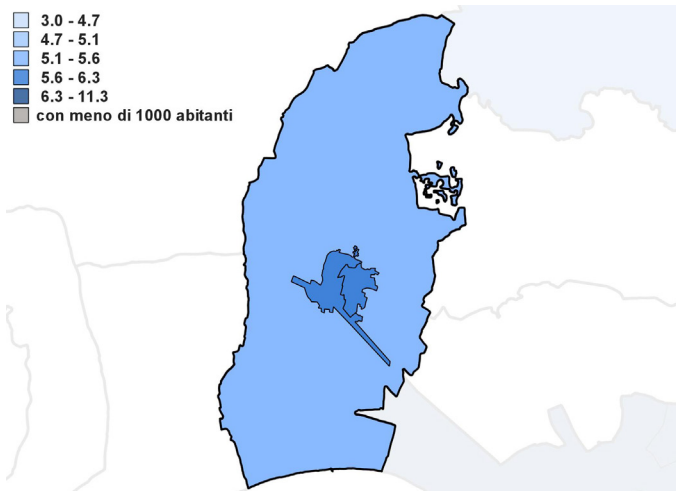 3.0 - 4.7
4.7 - 5.1
5.1 - 5.6
5.6 - 6.3
6.3 - 11.3
con meno di 1000 abitanti